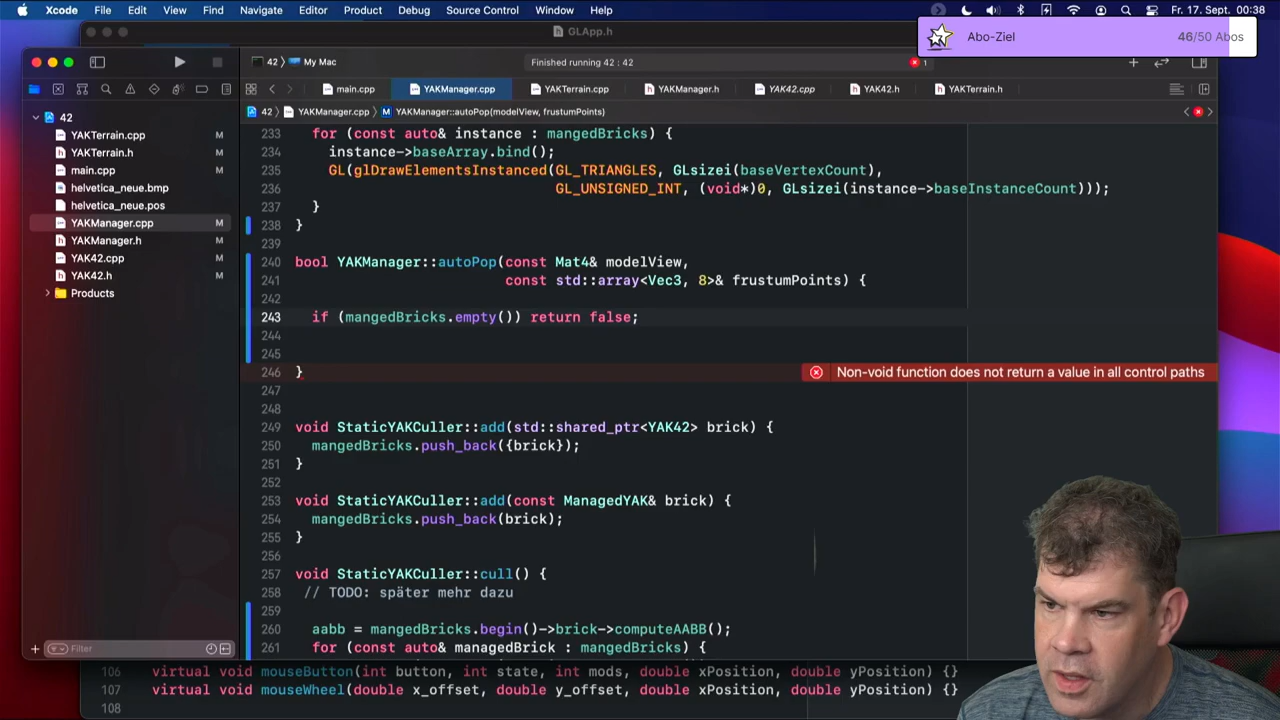 Xcode File Edit View Find Navigate Editor Product Debug Source Control Window Help
Fr. 17. Sept. 00:38
GLApp.h
Abo-Ziel 46/50 Abos
42 My Mac
Finished running 42 : 42
1
main.cpp YAKManager.cpp YAKTerrain.cpp YAKManager.h YAK42.cpp YAK42.h YAKTerrain.h
42 YAKManager.cpp M YAKManager::autoPop(modelView, frustumPoints)
42
YAKTerrain.cpp M
YAKTerrain.h M
main.cpp M
helvetica_neue.bmp
helvetica_neue.pos
YAKManager.cpp M
YAKManager.h M
YAK42.cpp M
YAK42.h M
Products
Filter
233 for (const auto& instance : mangedBricks) {
234 instance->baseArray.bind();
235 GL(glDrawElementsInstanced(GL_TRIANGLES, GLsizei(baseVertexCount),
236 GL_UNSIGNED_INT, (void*)0, GLsizei(instance->baseInstanceCount)));
237 }
238 }
239
240 bool YAKManager::autoPop(const Mat4& modelView,
241 const std::array<Vec3, 8>& frustumPoints) {
242
243 if (mangedBricks.empty()) return false;
244
245
246 } Non-void function does not return a value in all control paths
247
248
249 void StaticYAKCuller::add(std::shared_ptr<YAK42> brick) {
250 mangedBricks.push_back({brick});
251 }
252
253 void StaticYAKCuller::add(const ManagedYAK& brick) {
254 mangedBricks.push_back(brick);
255 }
256
257 void StaticYAKCuller::cull() {
258 // TODO: später mehr dazu
259
260 aabb = mangedBricks.begin()->brick->computeAABB();
261 for (const auto& managedBrick : mangedBricks) {
106 virtual void mouseButton(int button, int state, int mods, double xPosition, double yPosition) {}
107 virtual void mouseWheel(double x_offset, double y_offset, double xPosition, double yPosition) {}
108